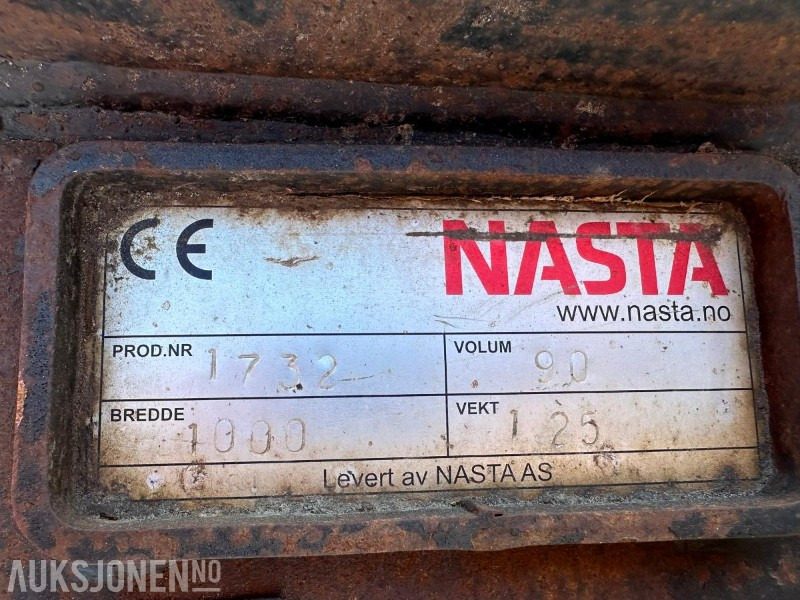 CE NASTA
www.nasta.no
PROD.NR 1732 VOLUM 90
BREDDE 1000 VEKT 125
Levert av NASTA AS
AUKSJONEN.NO